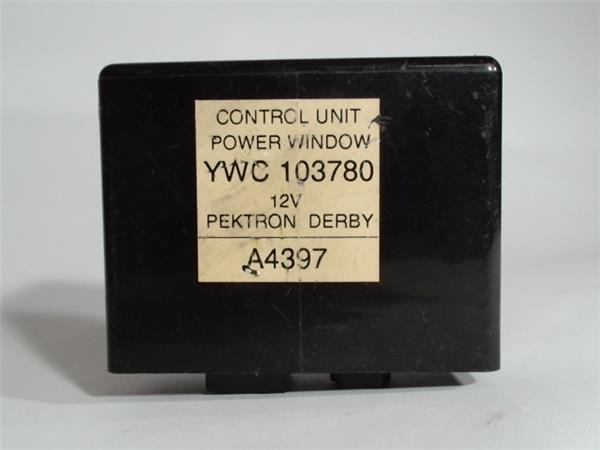 CONTROL UNIT
POWER WINDOW
YWC 103780
12V
PEKTRON DERBY
A4397